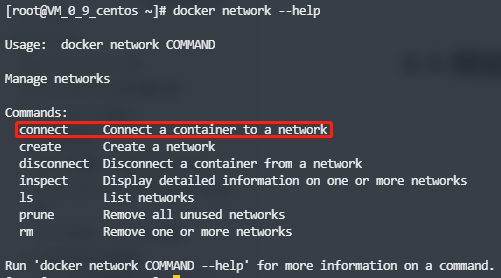 [root@VM_0_9_centos ~]# docker network --help
Usage:  docker network COMMAND
Manage networks
Commands:
  connect     Connect a container to a network
  create      Create a network
  disconnect  Disconnect a container from a network
  inspect     Display detailed information on one or more networks
  ls          List networks
  prune       Remove all unused networks
  rm          Remove one or more networks
Run 'docker network COMMAND --help' for more information on a command.